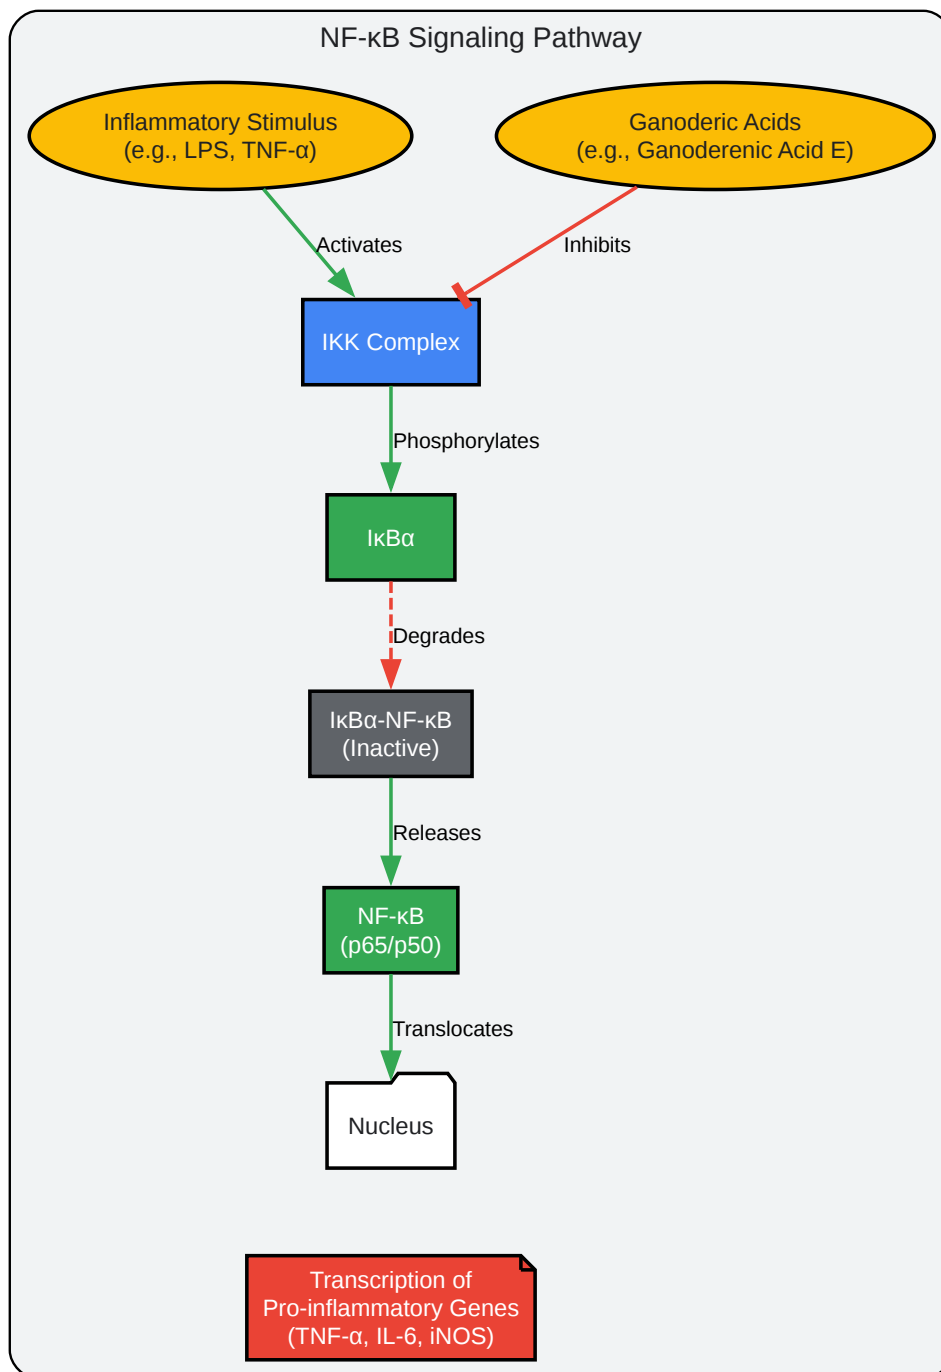 NF-κB Signaling Pathway
Inflammatory Stimulus
(e.g., LPS, TNF-α)
Ganoderic Acids
(e.g., Ganoderenic Acid E)
Activates
Inhibits
IKK Complex
Phosphorylates
IκBα
Degrades
IκBα-NF-κB
(Inactive)
Releases
NF-κB
(p65/p50)
Translocates
Nucleus
Transcription of
Pro-inflammatory Genes
(TNF-α, IL-6, iNOS)